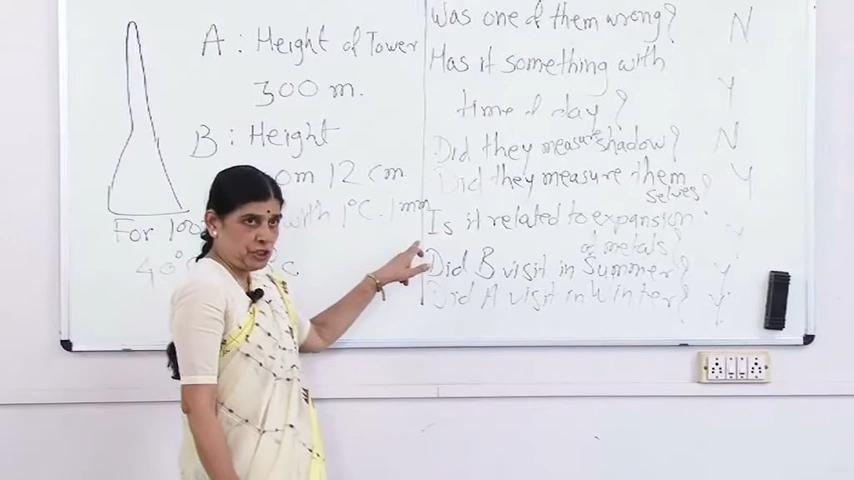 A : Height of Tower
300 m.
B : Height
0m 12 cm
For 100
with 1°C. 1mm
40°
C
Was one of them wrong? N
Has it something with
time of day? Y
Did they measure shadow? N
Did they measure themselves? Y
Is it related to expansion
of metals? Y
Did B visit in Summer? Y
Did A visit in Winter? Y